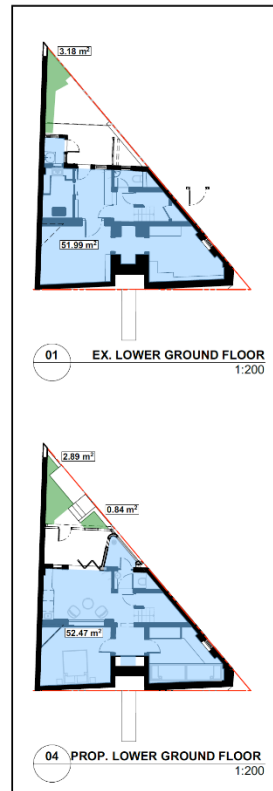 3.18 m²
51.99 m²
01 EX. LOWER GROUND FLOOR
1:200
2.89 m²
0.84 m²
52.47 m²
04 PROP. LOWER GROUND FLOOR
1:200